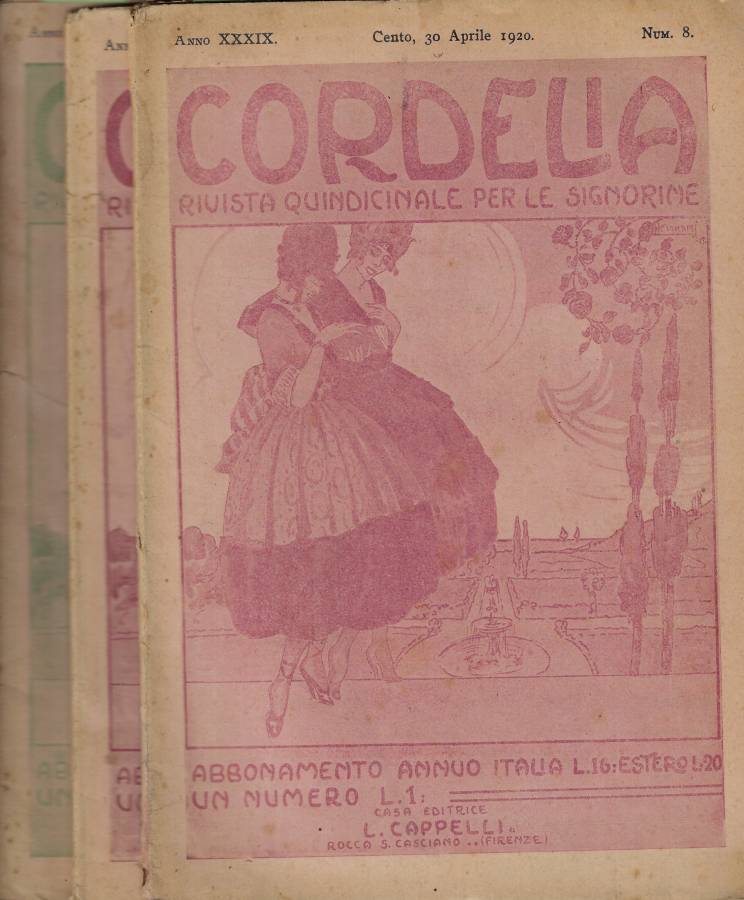 ANNO XXXIX. Cento, 30 Aprile 1920. NUM. 8.
CORDELIA
RIVISTA QUINDICINALE PER LE SIGNORINE
ABBONAMENTO ANNUO ITALIA L.16:ESTERO L.20
UN NUMERO L.1:
CASA EDITRICE
L. CAPPELLI.
ROCCA S. CASCIANO..(FIRENZE)